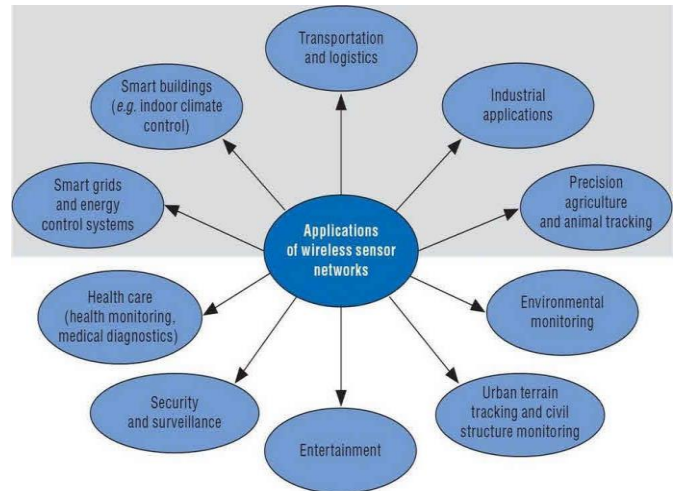 Transportation
and logistics
Smart buildings
(e.g. indoor climate
control)
Industrial
applications
Smart grids
and energy
control systems
Precision
agriculture
and animal tracking
Applications
of wireless sensor
networks
Health care
(health monitoring,
medical diagnostics)
Environmental
monitoring
Security
and surveillance
Urban terrain
tracking and civil
structure monitoring
Entertainment